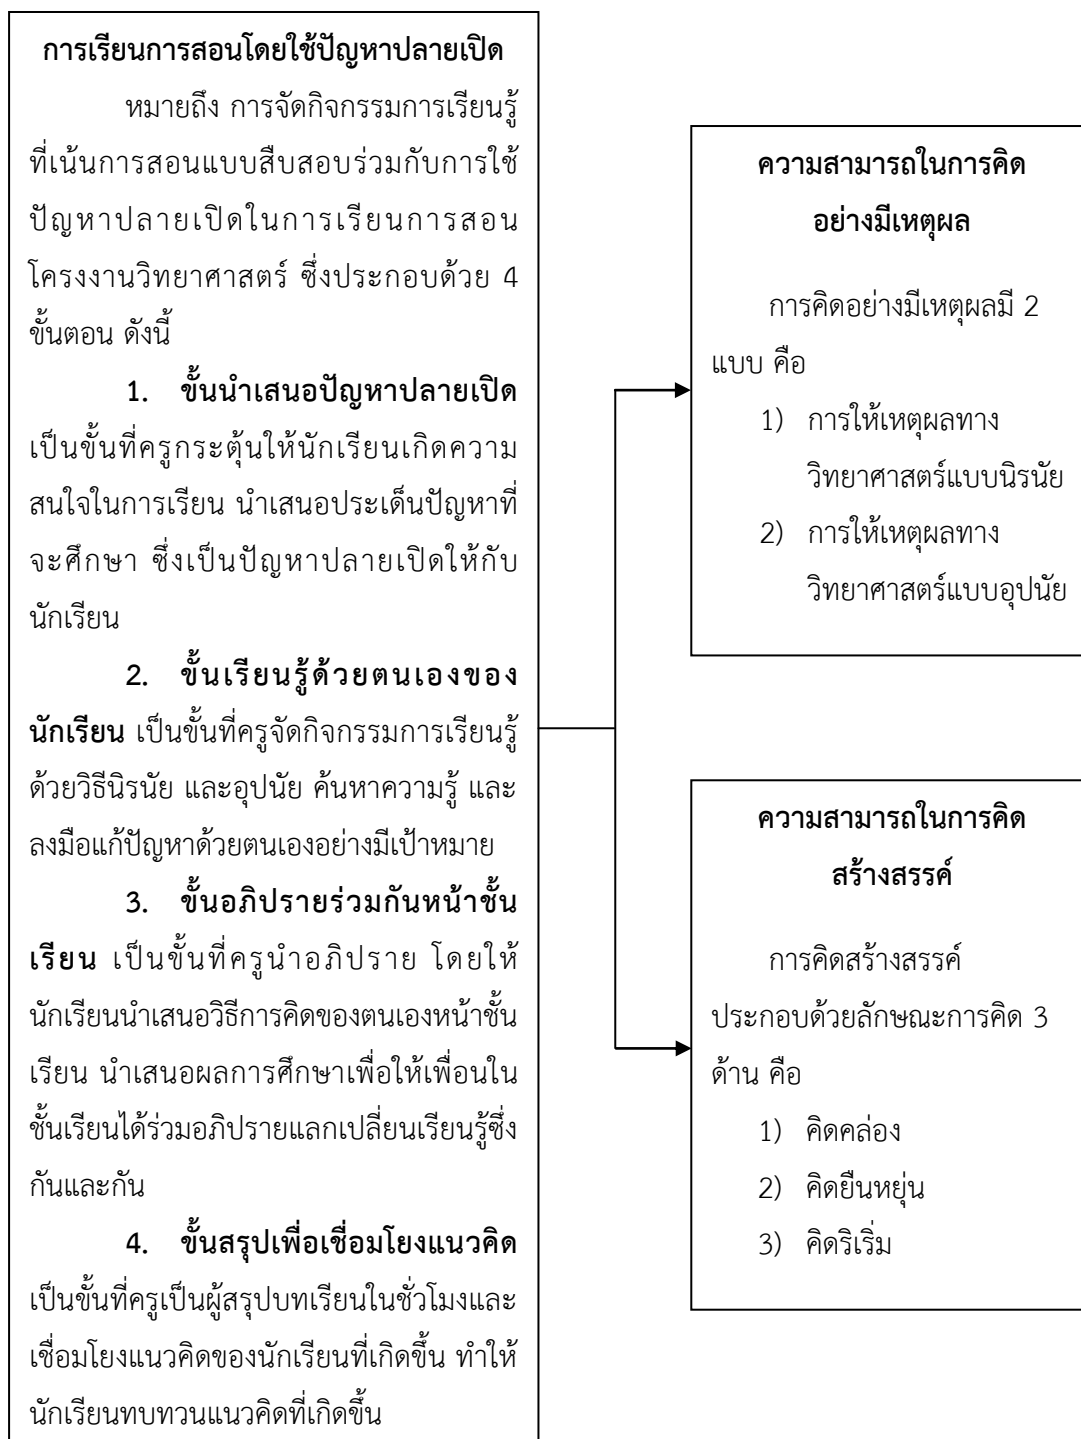 การเรียนการสอนโดยใช้ปัญหาปลายเปิด
หมายถึง การจัดกิจกรรมการเรียนรู้
ที่เน้นการสอนแบบสืบสอบร่วมกับการใช้
ปัญหาปลายเปิดในการเรียนการสอน
โครงงานวิทยาศาสตร์ ซึ่งประกอบด้วย 4
ขั้นตอน ดังนี้
1. ขั้นนำเสนอปัญหาปลายเปิด
เป็นขั้นที่ครูกระตุ้นให้นักเรียนเกิดความ
สนใจในการเรียน นำเสนอประเด็นปัญหาที่
จะศึกษา ซึ่งเป็นปัญหาปลายเปิดให้กับ
นักเรียน
2. ขั้นเรียนรู้ด้วยตนเองของ
นักเรียน เป็นขั้นที่ครูจัดกิจกรรมการเรียนรู้
ด้วยวิธีนิรนัย และอุปนัย ค้นหาความรู้ และ
ลงมือแก้ปัญหาด้วยตนเองอย่างมีเป้าหมาย
3. ขั้นอภิปรายร่วมกันหน้าชั้น
เรียน เป็นขั้นที่ครูนำอภิปราย โดยให้
นักเรียนนำเสนอวิธีการคิดของตนเองหน้าชั้น
เรียน นำเสนอผลการศึกษาเพื่อให้เพื่อนใน
ชั้นเรียนได้ร่วมอภิปรายแลกเปลี่ยนเรียนรู้ซึ่ง
กันและกัน
4. ขั้นสรุปเพื่อเชื่อมโยงแนวคิด
เป็นขั้นที่ครูเป็นผู้สรุปบทเรียนในชั่วโมงและ
เชื่อมโยงแนวคิดของนักเรียนที่เกิดขึ้น ทำให้
นักเรียนทบทวนแนวคิดที่เกิดขึ้น
ความสามารถในการคิด
อย่างมีเหตุผล
การคิดอย่างมีเหตุผลมี 2
แบบ คือ
1) การให้เหตุผลทาง
วิทยาศาสตร์แบบนิรนัย
2) การให้เหตุผลทาง
วิทยาศาสตร์แบบอุปนัย
ความสามารถในการคิด
สร้างสรรค์
การคิดสร้างสรรค์
ประกอบด้วยลักษณะการคิด 3
ด้าน คือ
1) คิดคล่อง
2) คิดยืนหยุ่น
3) คิดริเริ่ม